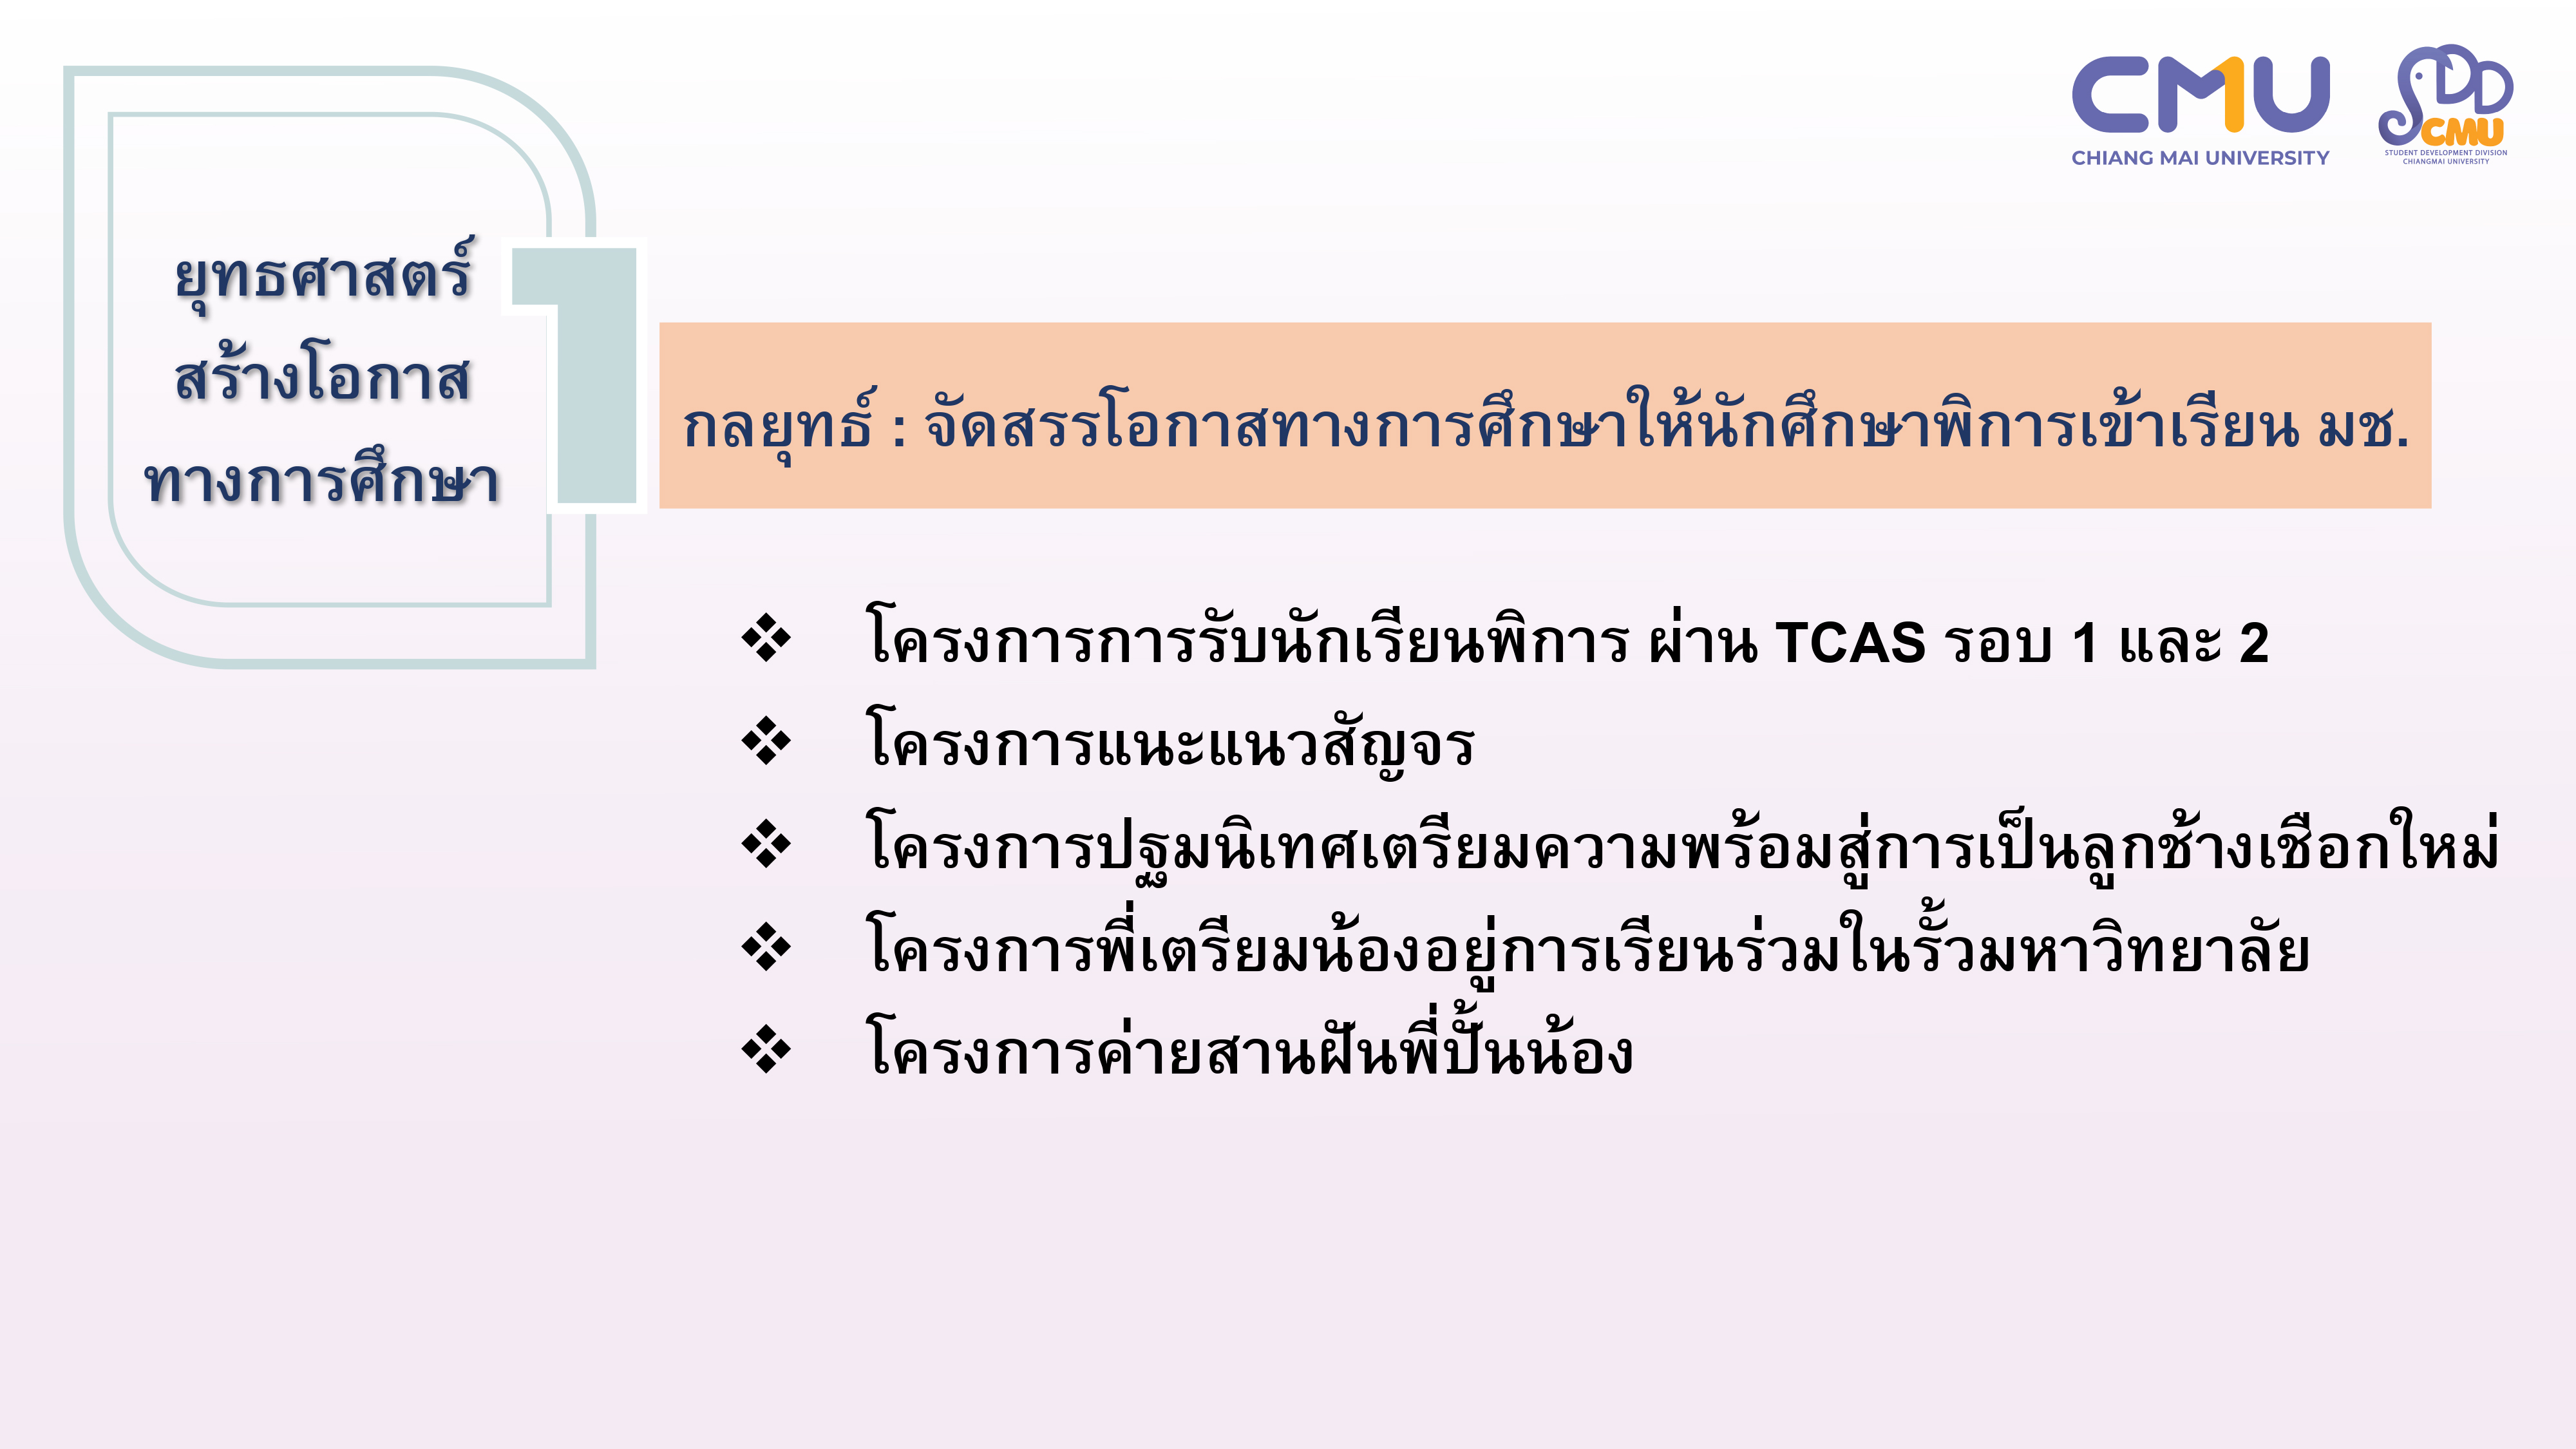 CMU
CHIANG MAI UNIVERSITY
SDD
CMU
STUDENT DEVELOPMENT DIVISION
CHIANGMAI UNIVERSITY
ยุทธศาสตร์
สร้างโอกาส
ทางการศึกษา
1
กลยุทธ์ : จัดสรรโอกาสทางการศึกษาให้นักศึกษาพิการเข้าเรียน มช.
❖ โครงการการรับนักเรียนพิการ ผ่าน TCAS รอบ 1 และ 2
❖ โครงการแนะแนวสัญจร
❖ โครงการปฐมนิเทศเตรียมความพร้อมสู่การเป็นลูกช้างเชือกใหม่
❖ โครงการพี่เตรียมน้องอยู่การเรียนร่วมในรั้วมหาวิทยาลัย
❖ โครงการค่ายสานฝันพี่ปั้นน้อง